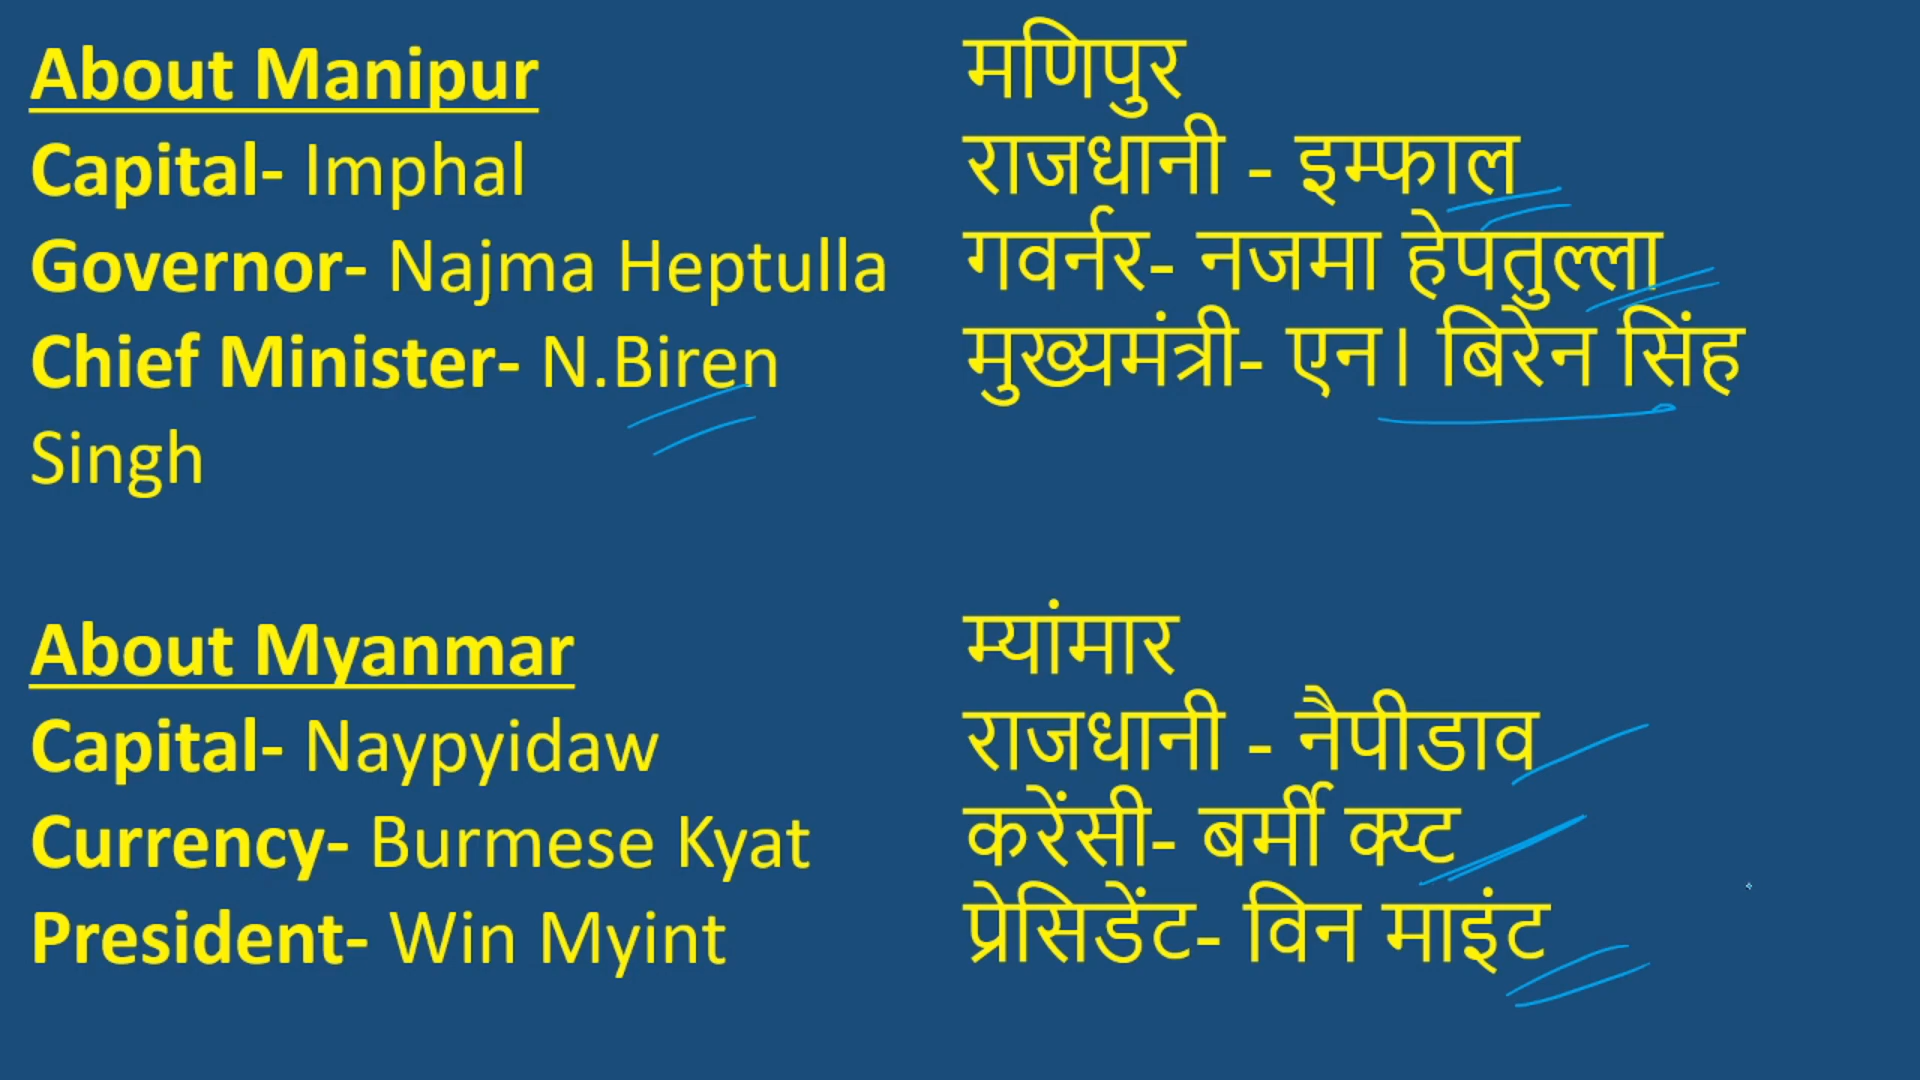 About Manipur
Capital- Imphal
Governor- Najma Heptulla
Chief Minister- N.Biren
Singh
About Myanmar
Capital- Naypyidaw
Currency- Burmese Kyat
President- Win Myint
मणिपुर
राजधानी - इम्फाल
गवर्नर- नजमा हेपतुल्ला
मुख्यमंत्री- एन। बिरेन सिंह
म्यांमार
राजधानी - नैपीडाव
करेंसी- बर्मी क्य्ट
प्रेसिडेंट- विन माइंट